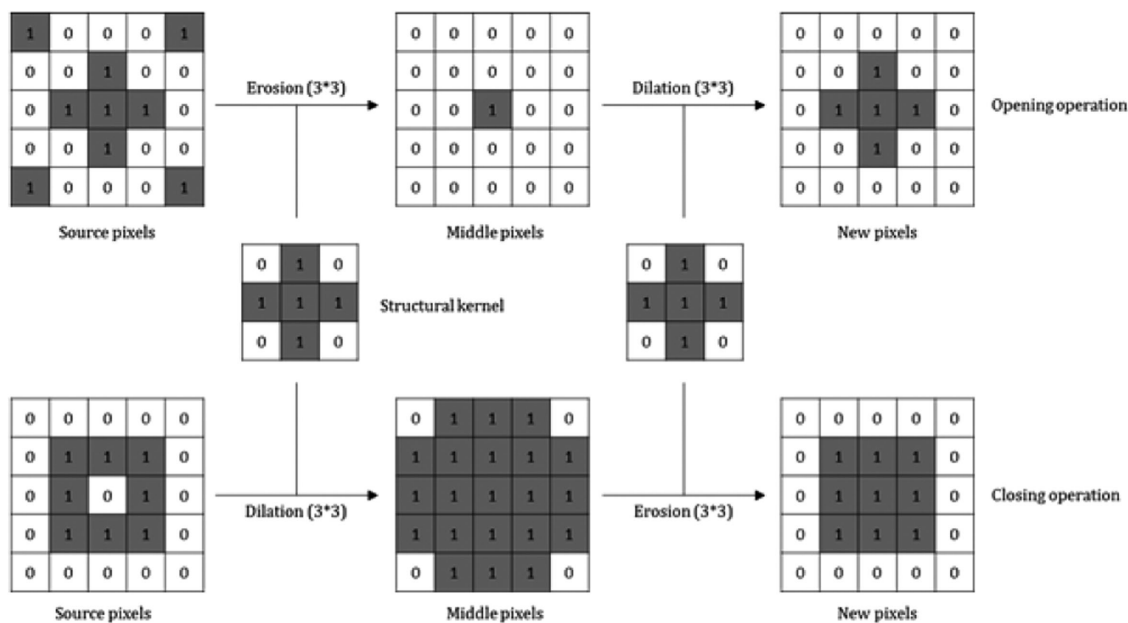 1 0 0 0 1 0 0 0 0 0 0 0 0 0 0
0 0 1 0 0 0 0 0 0 0 0 0 1 0 0
Erosion (3*3) Dilation (3*3)
0 1 1 1 0 0 0 1 0 0 0 1 1 1 0 Opening operation
0 0 1 0 0 0 0 0 0 0 0 0 1 0 0
1 0 0 0 1 0 0 0 0 0 0 0 0 0 0
Source pixels Middle pixels New pixels
0 1 0 0 1 0
1 1 1 Structural kernel 1 1 1
0 1 0 0 1 0
0 0 0 0 0 0 1 1 1 0 0 0 0 0 0
0 1 1 1 0 1 1 1 1 1 0 1 1 1 0
0 1 0 1 0 1 1 1 1 1 0 1 1 1 0 Closing operation
Dilation (3*3) Erosion (3*3)
0 1 1 1 0 1 1 1 1 1 0 1 1 1 0
0 0 0 0 0 0 1 1 1 0 0 0 0 0 0
Source pixels Middle pixels New pixels